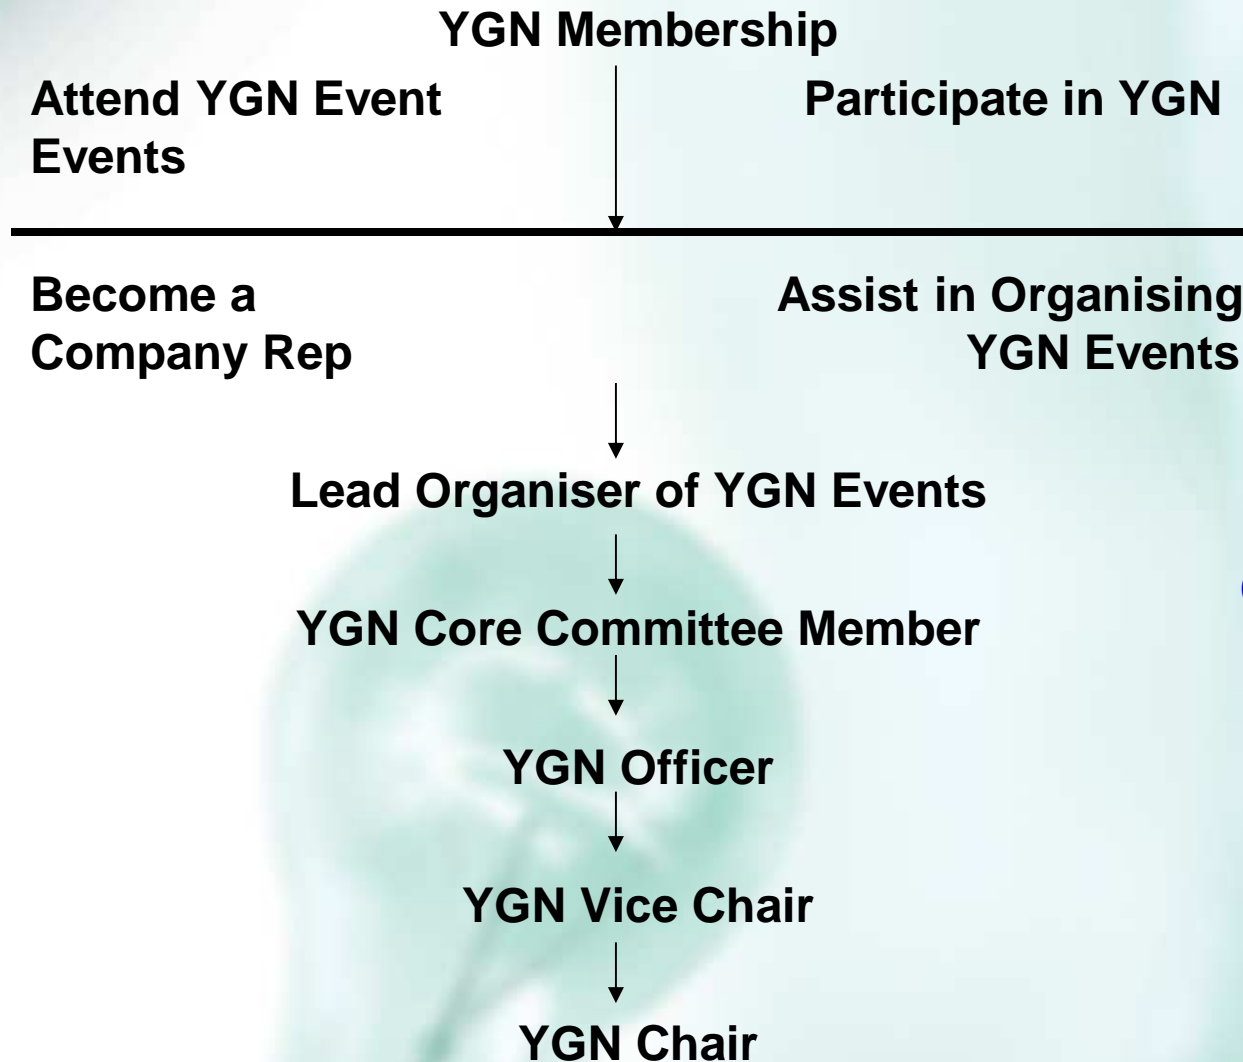 YGN Membership
Attend YGN Event Participate in YGN
Events
Become a Assist in Organising
Company Rep YGN Events
Lead Organiser of YGN Events
YGN Core Committee Member
YGN Officer
YGN Vice Chair
YGN Chair